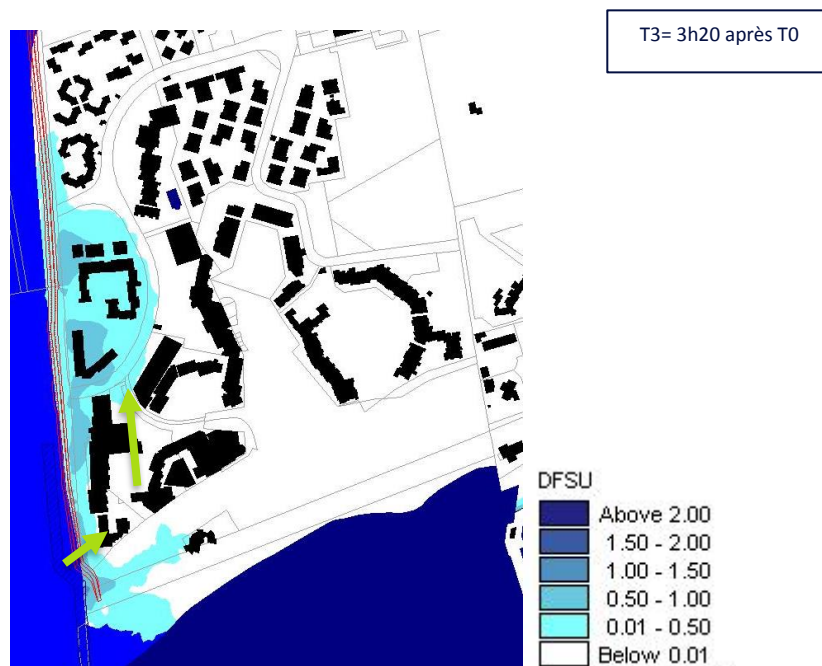 T3= 3h20 après T0
DFSU
Above 2.00
1.50 - 2.00
1.00 - 1.50
0.50 - 1.00
0.01 - 0.50
Below 0.01